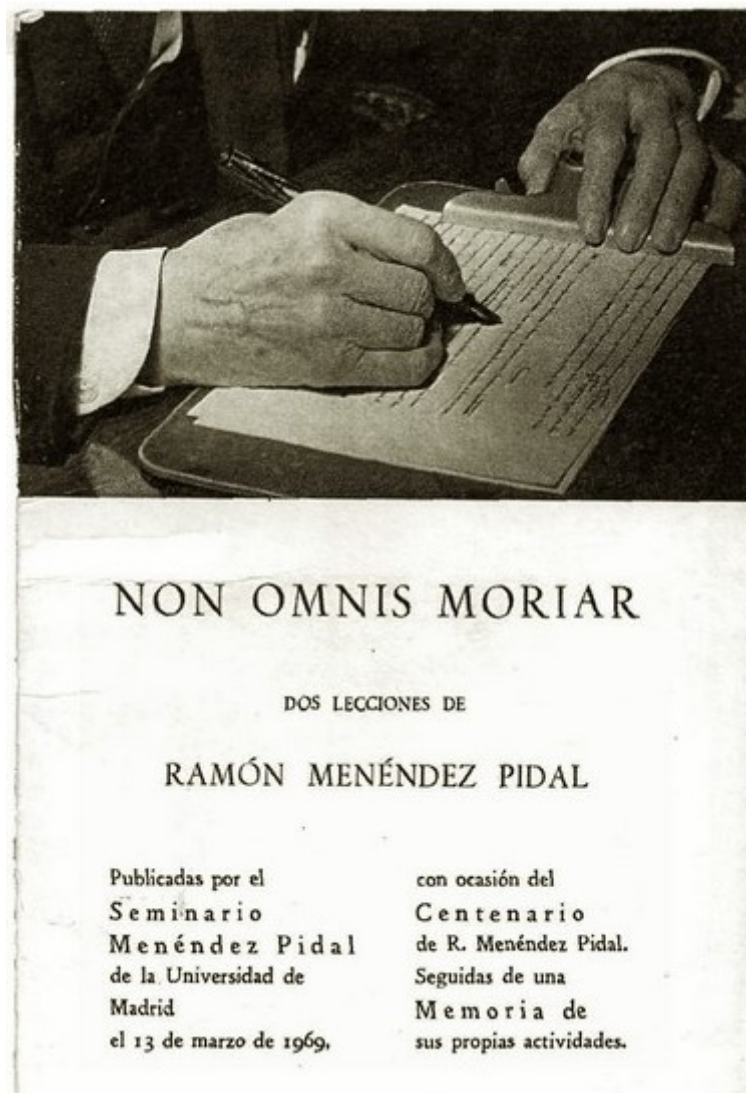 NON OMNIS MORIAR
DOS LECCIONES DE
RAMÓN MENÉNDEZ PIDAL
Publicadas por el
Seminario
Menéndez Pidal
de la Universidad de
Madrid
el 13 de marzo de 1969,
con ocasión del
Centenario
de R. Menéndez Pidal.
Seguidas de una
Memoria de
sus propias actividades.